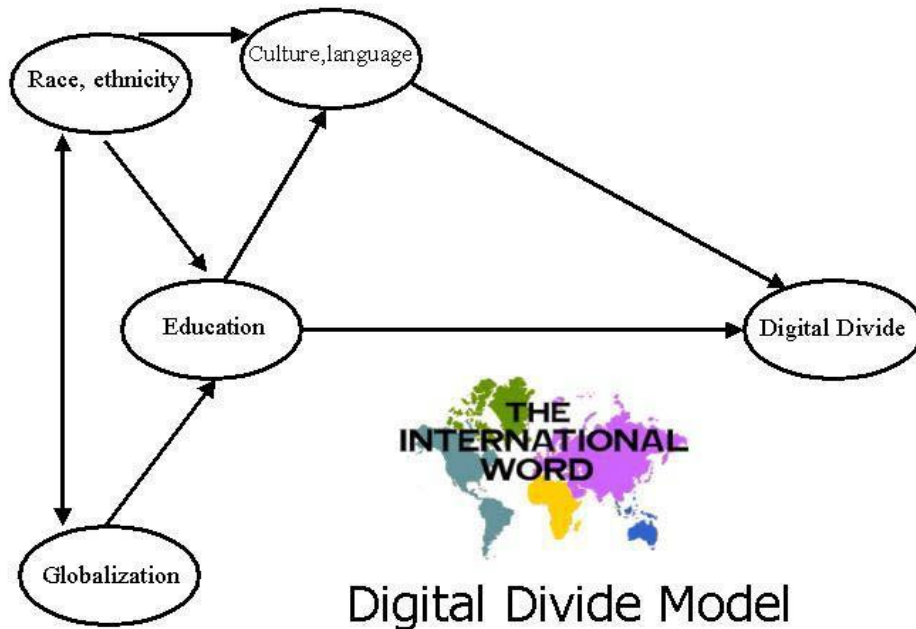 Race, ethnicity
Culture,language
Education
Digital Divide
THE
INTERNATIONAL
WORD
Globalization
Digital Divide Model